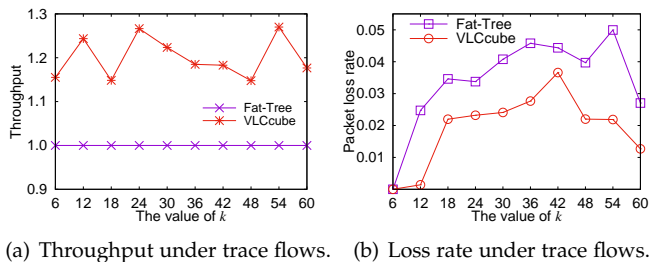 1.3
1.2
1.1
1.0
0.9
Throughput
Fat-Tree
VLCcube
6 12 18 24 30 36 42 48 54 60
The value of k
(a) Throughput under trace flows.
0.05
0.04
0.03
0.02
0.01
Packet loss rate
Fat-Tree
VLCcube
6 12 18 24 30 36 42 48 54 60
The value of k
(b) Loss rate under trace flows.